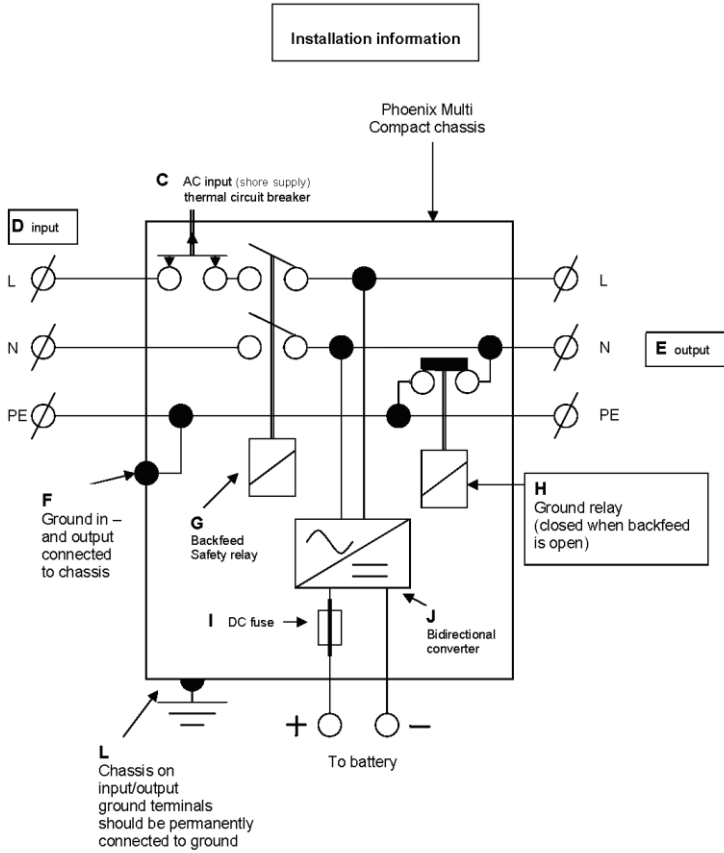 Installation information
Phoenix Multi
Compact chassis
C AC input (shore supply)
thermal circuit breaker
D input
L
L
N
N
E output
PE
PE
F
Ground in –
and output
connected
to chassis
G
Backfeed
Safety relay
H
Ground relay
(closed when backfeed
is open)
I DC fuse
J
Bidirectional
converter
+ –
To battery
L
Chassis on
input/output
ground terminals
should be permanently
connected to ground